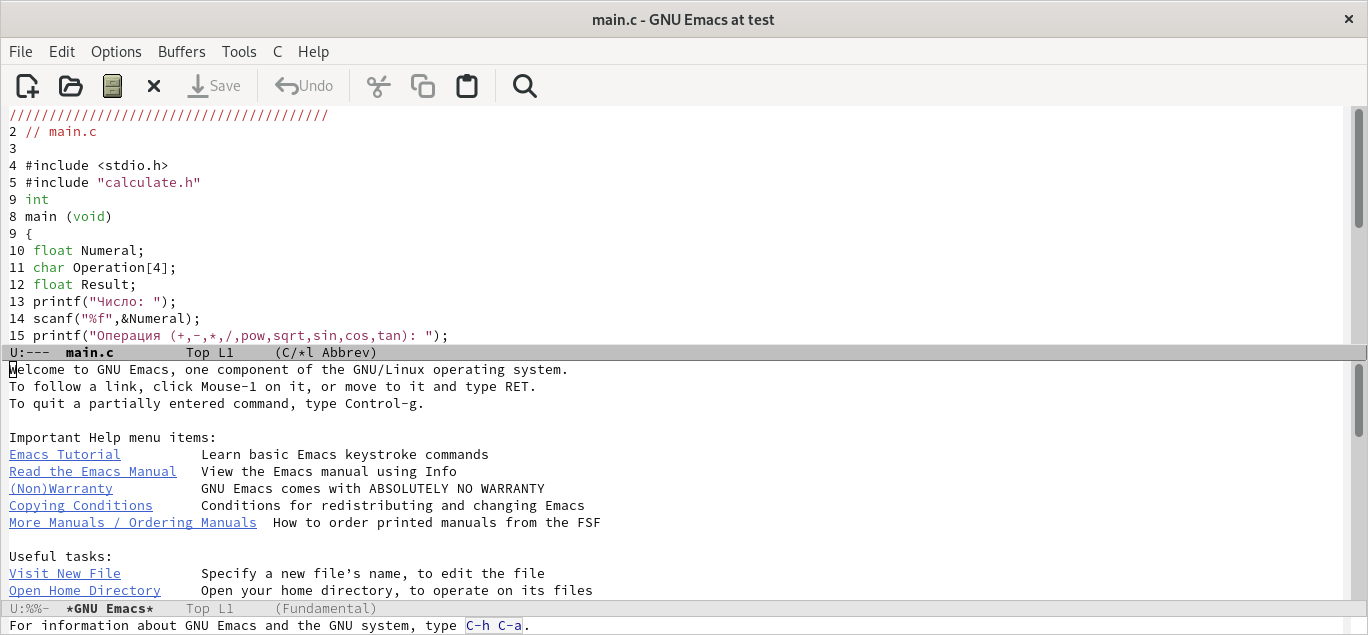 main.c - GNU Emacs at test
File Edit Options Buffers Tools C Help
Save Undo
////////////////////////////////////////
2 // main.c
3
4 #include <stdio.h>
5 #include "calculate.h"
9 int
8 main (void)
9 {
10 float Numeral;
11 char Operation[4];
12 float Result;
13 printf("Число: ");
14 scanf("%f",&Numeral);
15 printf("Операция (+,-,*,/,pow,sqrt,sin,cos,tan): ");
U:--- main.c Top L1 (C/*l Abbrev)
Welcome to GNU Emacs, one component of the GNU/Linux operating system.
To follow a link, click Mouse-1 on it, or move to it and type RET.
To quit a partially entered command, type Control-g.
Important Help menu items:
Emacs Tutorial Learn basic Emacs keystroke commands
Read the Emacs Manual View the Emacs manual using Info
(Non)Warranty GNU Emacs comes with ABSOLUTELY NO WARRANTY
Copying Conditions Conditions for redistributing and changing Emacs
More Manuals / Ordering Manuals How to order printed manuals from the FSF
Useful tasks:
Visit New File Specify a new file’s name, to edit the file
Open Home Directory Open your home directory, to operate on its files
U:%%- *GNU Emacs* Top L1 (Fundamental)
For information about GNU Emacs and the GNU system, type C-h C-a.